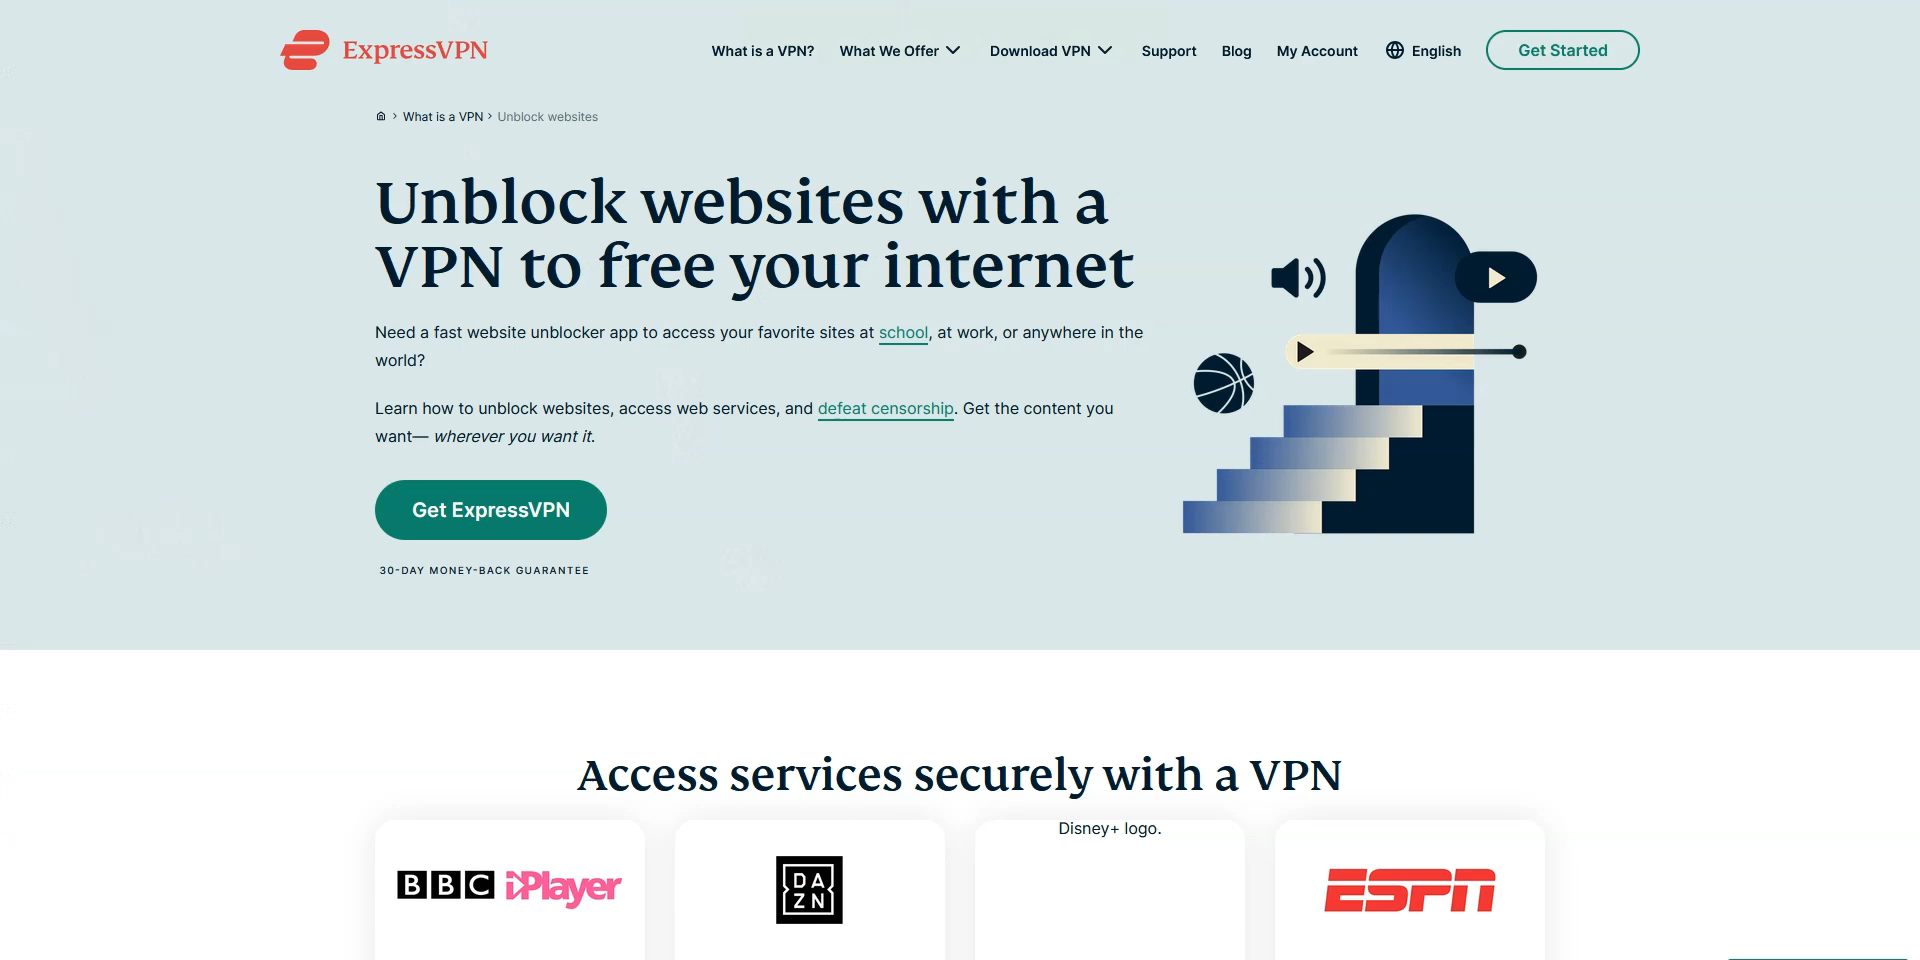 ExpressVPN
What is a VPN? What We Offer Download VPN Support Blog My Account English Get Started
What is a VPN > Unblock websites
Unblock websites with a
VPN to free your internet
Need a fast website unblocker app to access your favorite sites at school, at work, or anywhere in the
world?
Learn how to unblock websites, access web services, and defeat censorship. Get the content you
want— wherever you want it.
Get ExpressVPN
30-DAY MONEY-BACK GUARANTEE
Access services securely with a VPN
BBC iPlayer
DAZN
Disney+ logo.
ESPN